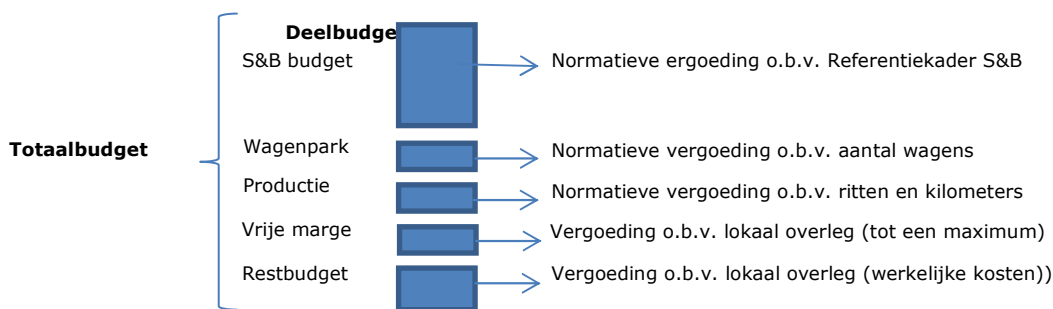 Deelbudge
S&B budget Normatieve ergoeding o.b.v. Referentiekader S&B
Totaalbudget
Wagenpark Normatieve vergoeding o.b.v. aantal wagens
Productie Normatieve vergoeding o.b.v. ritten en kilometers
Vrije marge Vergoeding o.b.v. lokaal overleg (tot een maximum)
Restbudget Vergoeding o.b.v. lokaal overleg (werkelijke kosten))